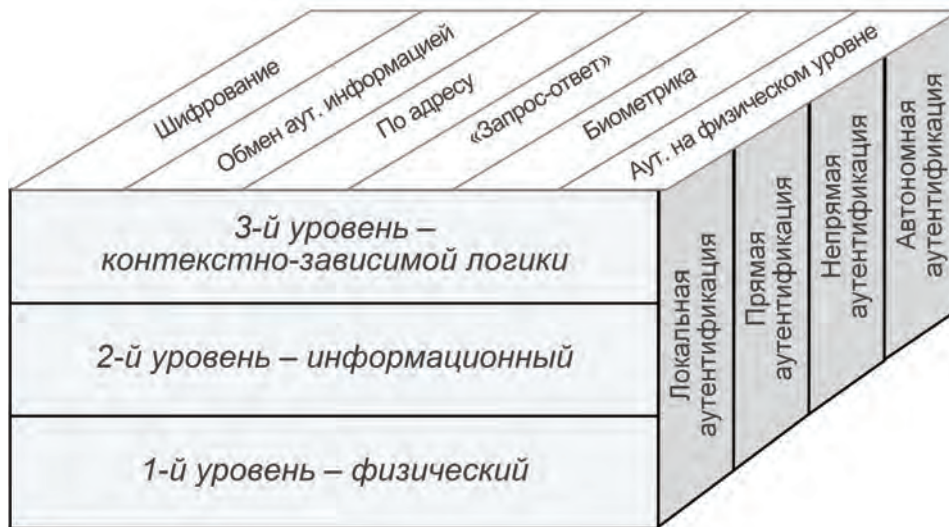 Шифрование
Обмен аут. информацией
По адресу
«Запрос-ответ»
Биометрика
Аут. на физическом уровне
3-й уровень –
контекстно-зависимой логики
2-й уровень – информационный
1-й уровень – физический
Локальная
аутентификация
Прямая
аутентификация
Непрямая
аутентификация
Автономная
аутентификация